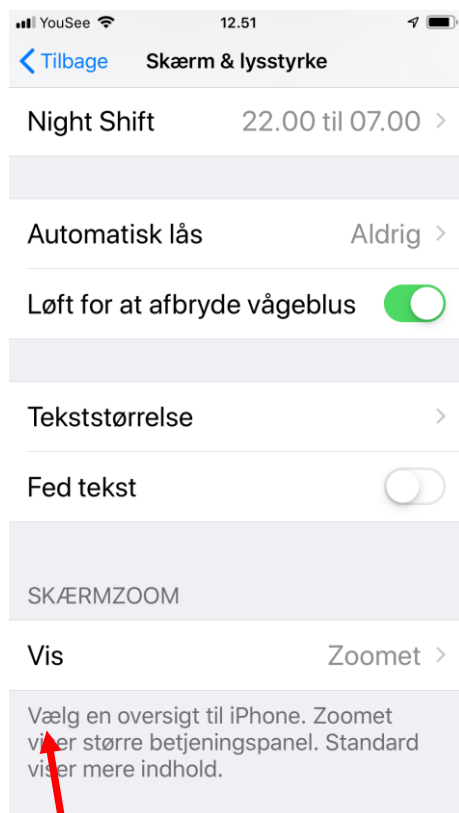 YouSee 12.51
Tilbage Skærm & lysstyrke
Night Shift 22.00 til 07.00
Automatisk lås Aldrig
Løft for at afbryde vågeblus
Tekststørrelse
Fed tekst
SKÆRMZOOM
Vis Zoomet
Vælg en oversigt til iPhone. Zoomet
viser større betjeningspanel. Standard
viser mere indhold.